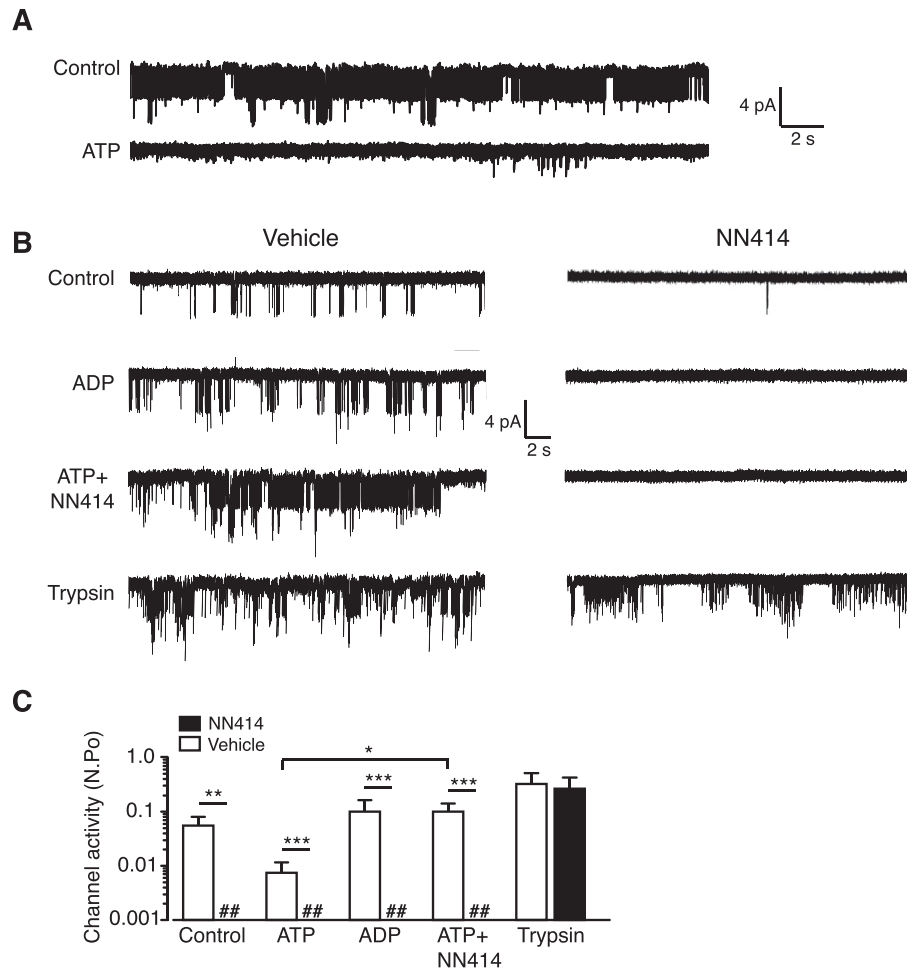 A
Control
4 pA
2 s
ATP
B
Vehicle
NN414
Control
ADP
4 pA
2 s
ATP+
NN414
Trypsin
C
NN414
Vehicle
Channel activity (N.Po)
1.0
0.1
0.01
0.001
*
**
***
***
***
##
##
##
##
Control
ATP
ADP
ATP+
NN414
Trypsin